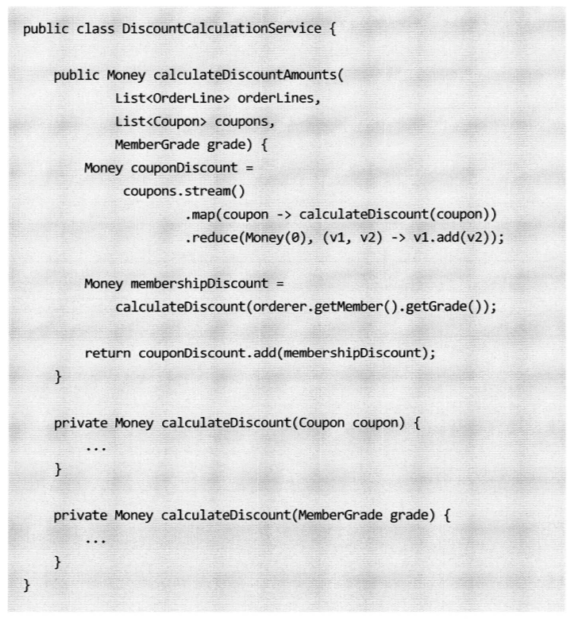 public class DiscountCalculationService {
public Money calculateDiscountAmounts(
List<OrderLine> orderLines,
List<Coupon> coupons,
MemberGrade grade) {
Money couponDiscount =
coupons.stream()
.map(coupon -> calculateDiscount(coupon))
.reduce(Money(0), (v1, v2) -> v1.add(v2));
Money membershipDiscount =
calculateDiscount(orderer.getMember().getGrade());
return couponDiscount.add(membershipDiscount);
}
private Money calculateDiscount(Coupon coupon) {
...
}
private Money calculateDiscount(MemberGrade grade) {
...
}
}